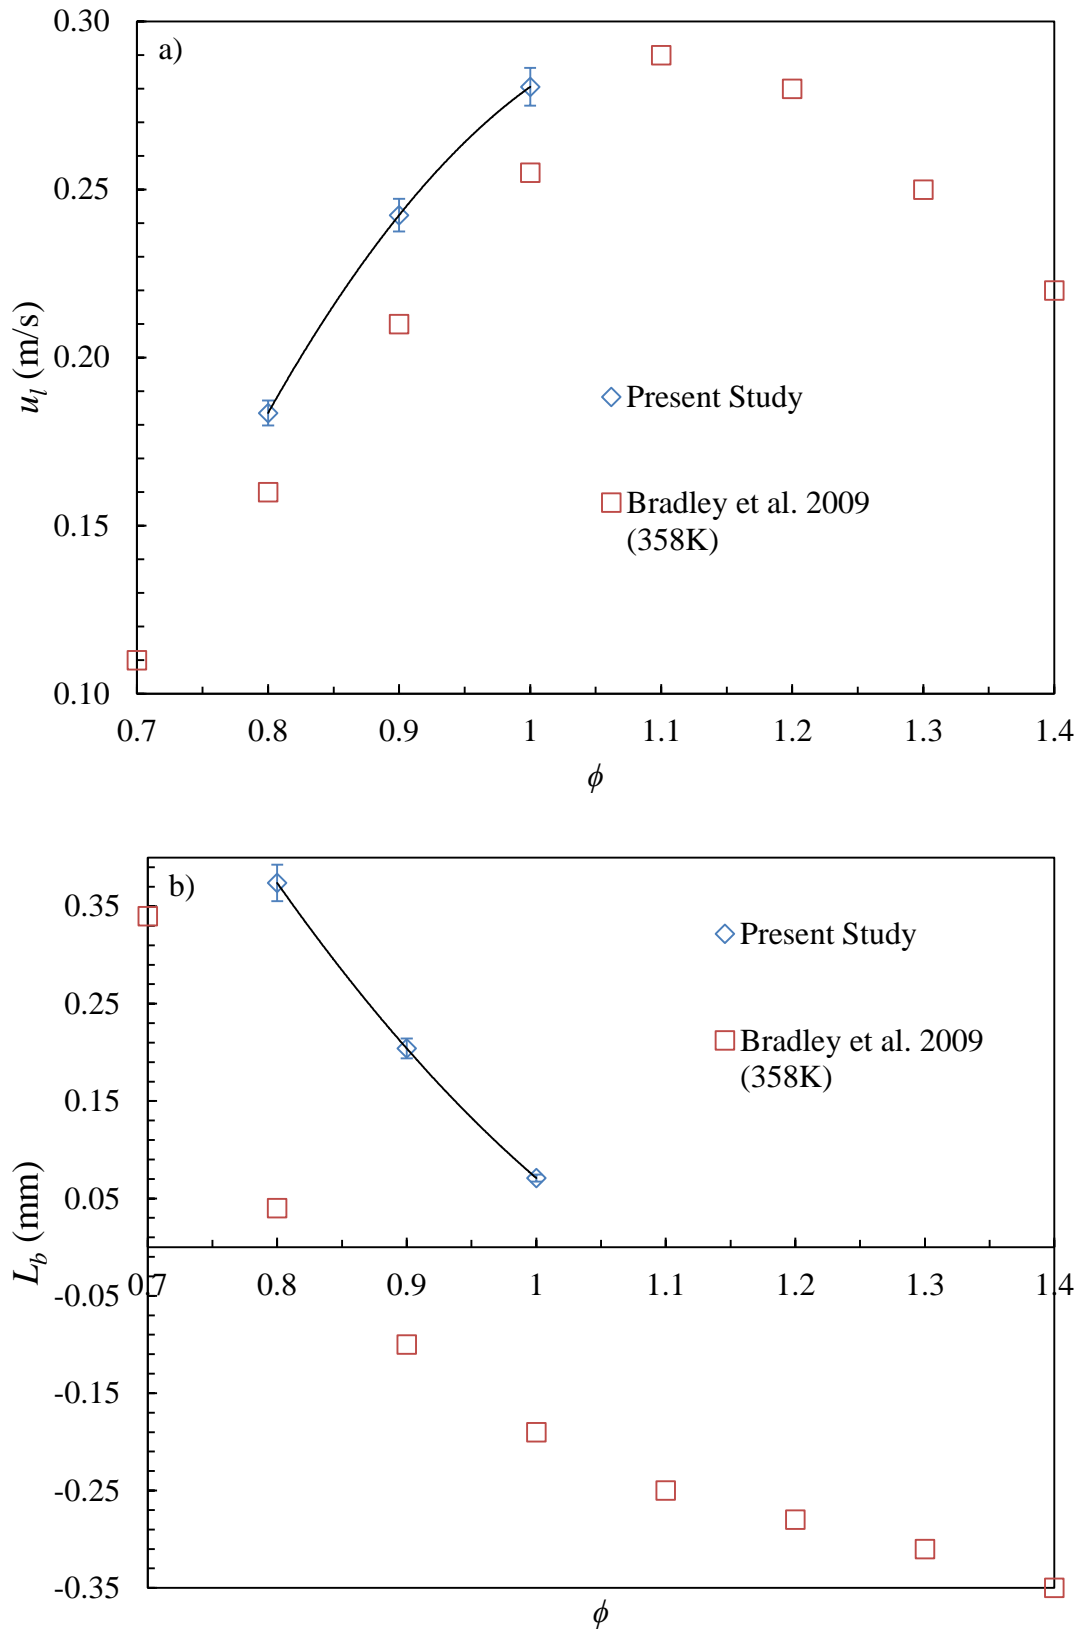 0.30
a)
0.25
0.20
u_l (m/s)
Present Study
0.15
Bradley et al. 2009
(358K)
0.10
0.7 0.8 0.9 1 1.1 1.2 1.3 1.4
ϕ
b)
0.35
Present Study
0.25
Bradley et al. 2009
(358K)
0.15
0.05
L_b (mm)
0.7 0.8 0.9 1 1.1 1.2 1.3 1.4
-0.05
-0.15
-0.25
-0.35
ϕ